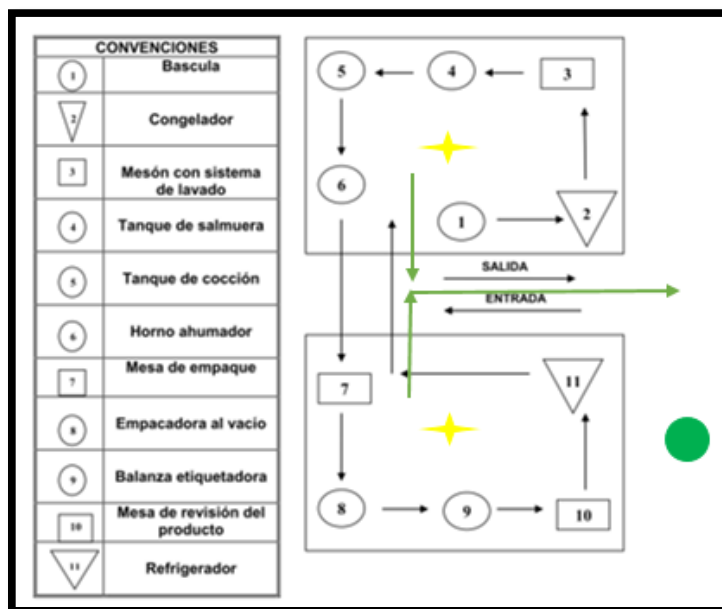 CONVENCIONES
1 Bascula
2 Congelador
3 Mesón con sistema
de lavado
4 Tanque de salmuera
5 Tanque de cocción
6 Horno ahumador
7 Mesa de empaque
8 Empacadora al vacio
9 Balanza etiquetadora
10 Mesa de revisión del
producto
11 Refrigerador
5 4 3
6
1 2
SALIDA
ENTRADA
7 11
8 9 10